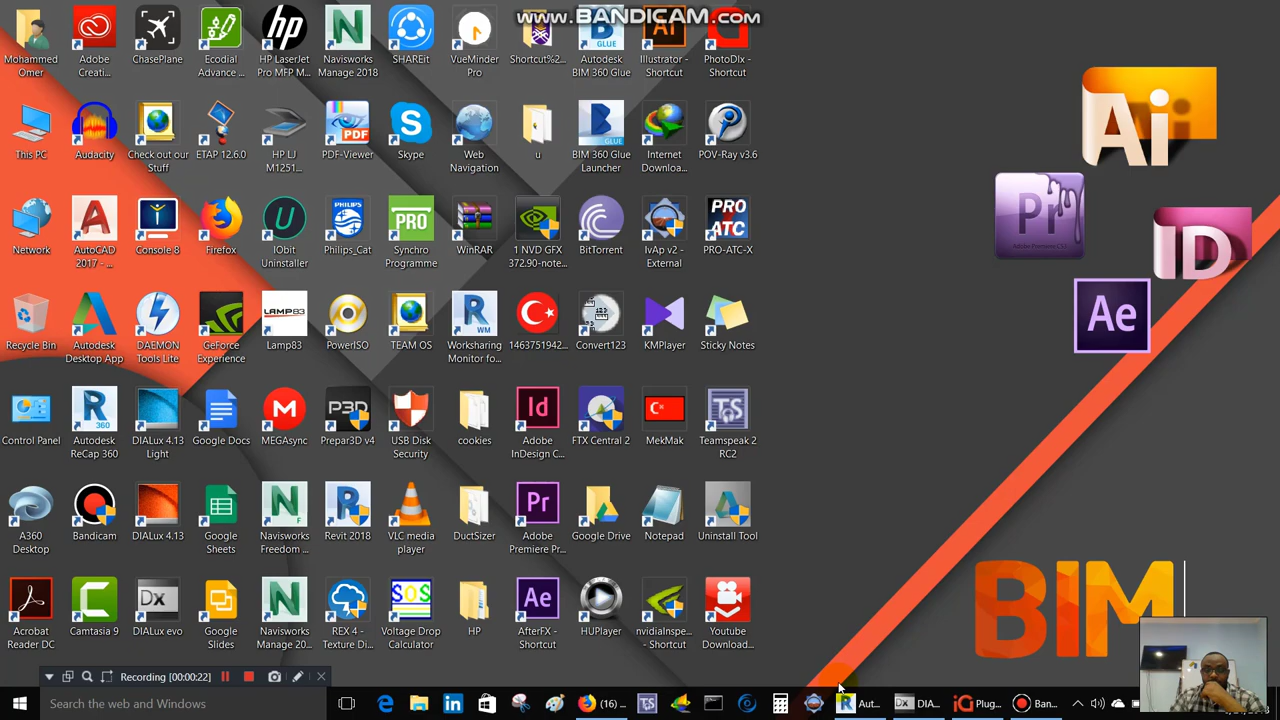 www.BANDICAM.com
Mohammed
Omer
Adobe
Creati...
ChasePlane
Ecodial
Advance ...
HP LaserJet
Pro MFP M...
Navisworks
Manage 2018
SHAREit
VueMinder
Pro
Shortcut%2...
Autodesk
BIM 360 Glue
Illustrator -
Shortcut
PhotoDIx -
Shortcut
This PC
Audacity
Check out our
Stuff
ETAP 12.6.0
HP LJ
M1251...
PDF-Viewer
Skype
Web
Navigation
u
BIM 360 Glue
Launcher
Internet
Downloa...
POV-Ray v3.6
Network
AutoCAD
2017 - ...
Console 8
Firefox
IObit
Uninstaller
Philips_Cat
Synchro
Programme
WinRAR
1 NVD GFX
372.90-note...
BitTorrent
IvAp v2 -
External
PRO-ATC-X
Recycle Bin
Autodesk
Desktop App
DAEMON
Tools Lite
GeForce
Experience
Lamp83
PowerISO
TEAM OS
Worksharing
Monitor fo...
1463751942...
Convert123
KMPlayer
Sticky Notes
Control Panel
Autodesk
ReCap 360
DIALux 4.13
Light
Google Docs
MEGAsync
Prepar3D v4
USB Disk
Security
cookies
Adobe
InDesign C...
FTX Central 2
MekMak
Teamspeak 2
RC2
A360
Desktop
Bandicam
DIALux 4.13
Google
Sheets
Navisworks
Freedom ...
Revit 2018
VLC media
player
DuctSizer
Adobe
Premiere Pr...
Google Drive
Notepad
Uninstall Tool
Acrobat
Reader DC
Camtasia 9
DIALux evo
Google
Slides
Navisworks
Manage 20...
REX 4 -
Texture Di...
Voltage Drop
Calculator
HP
AfterFX -
Shortcut
HUPlayer
nvidiaInspe...
- Shortcut
Youtube
Download...
Ai
Pr
Adobe Premiere CS3
ID
Ae
BIM
Recording [00:00:22]
Search the web and Windows
(16) ...
Aut...
DIA...
Plug...
Ban...